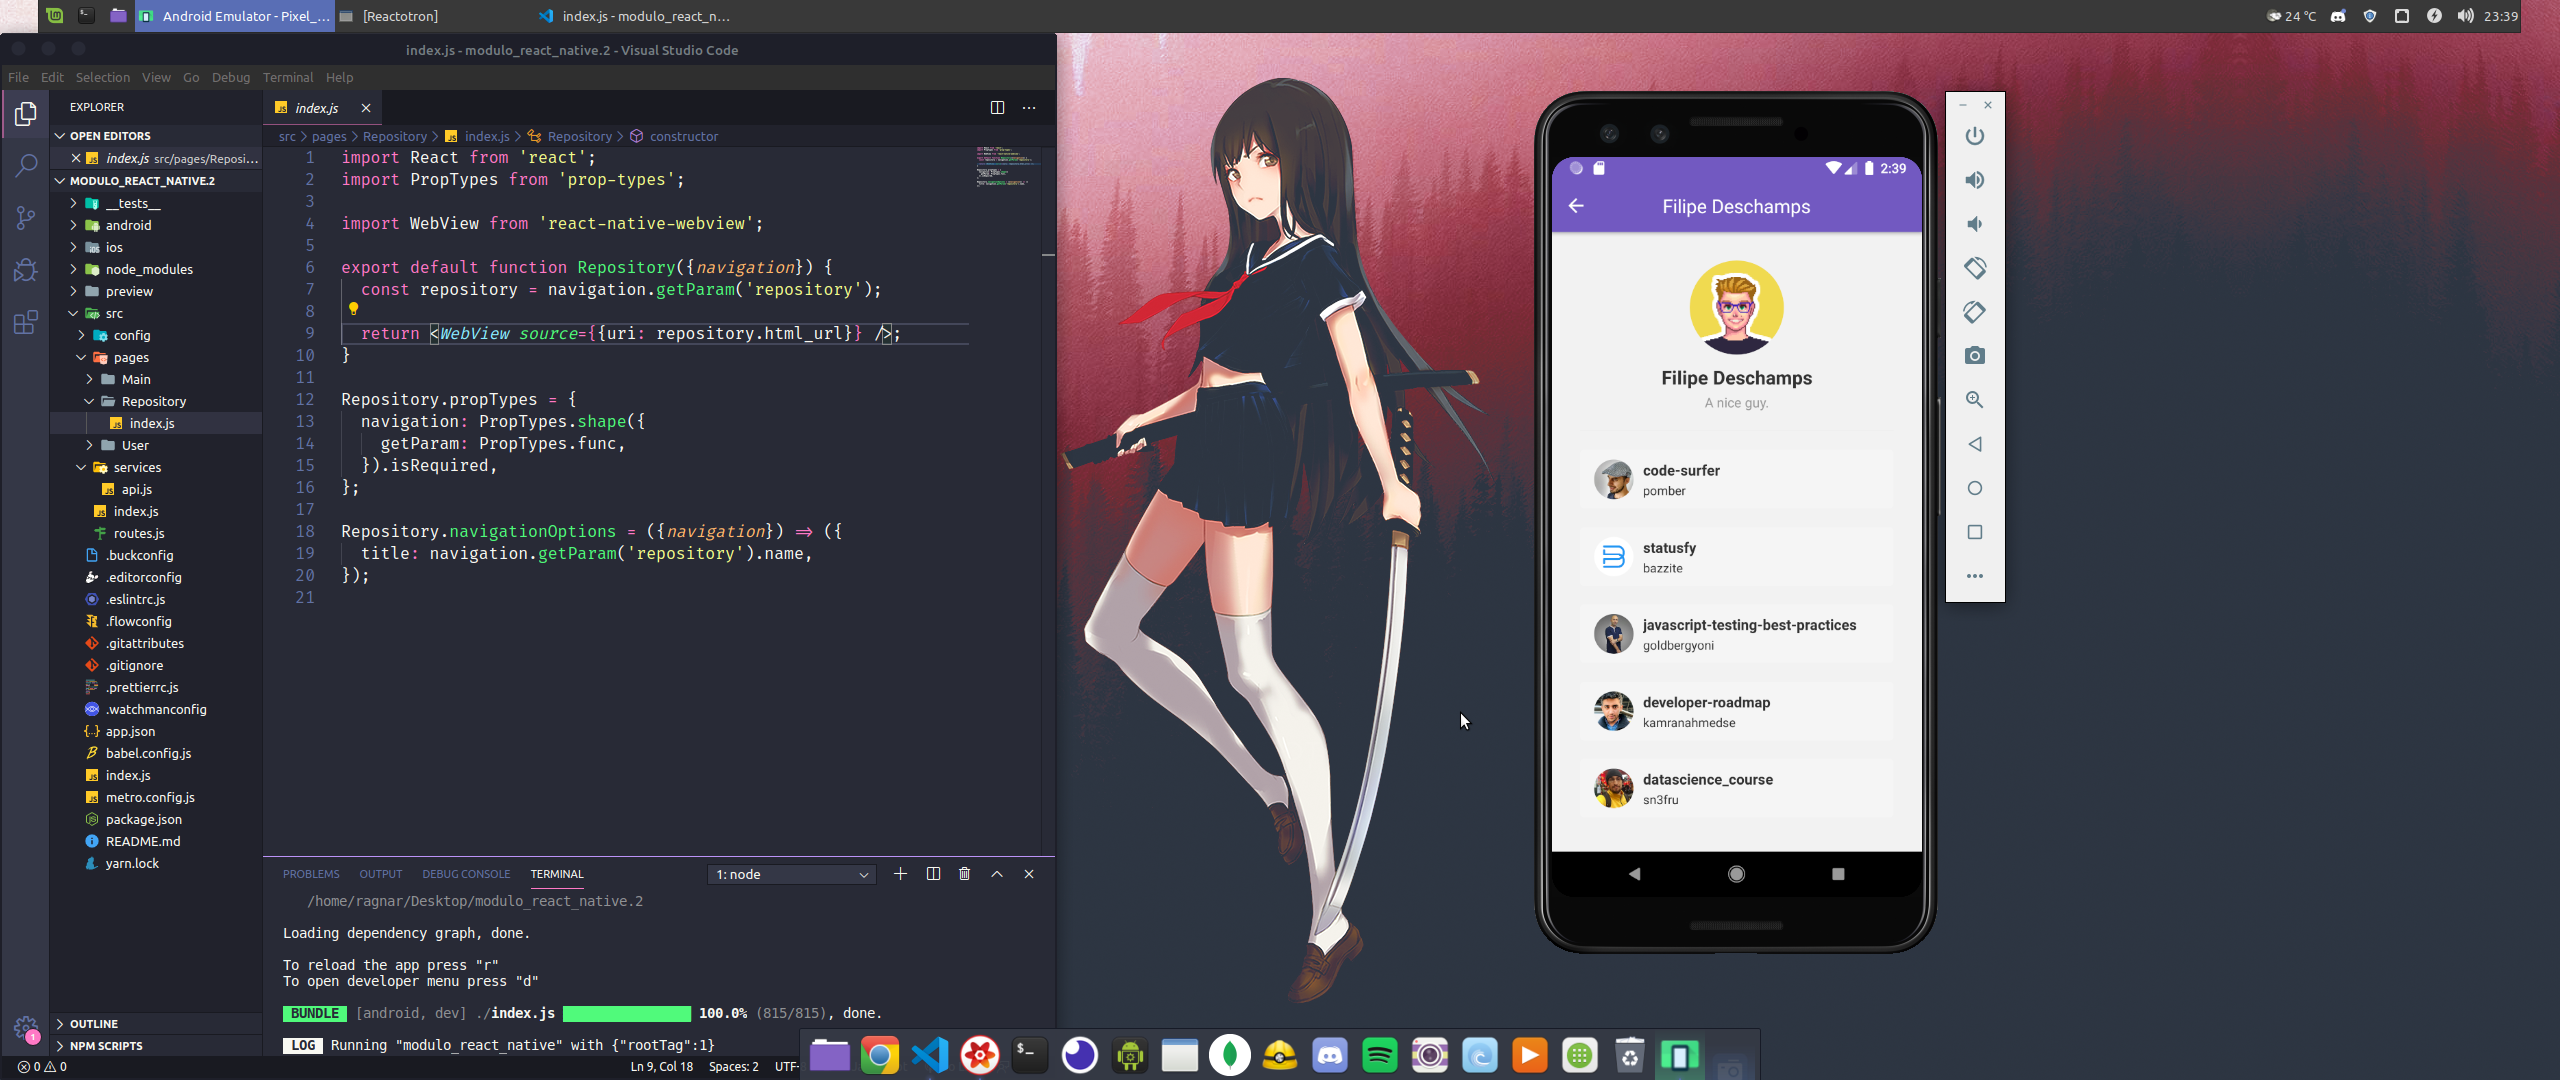 Android Emulator - Pixel_...
[Reactotron]
index.js - modulo_react_n...
24 °C
23:39
index.js - modulo_react_native.2 - Visual Studio Code
File Edit Selection View Go Debug Terminal Help
EXPLORER
OPEN EDITORS
index.js src/pages/Reposi...
MODULO_REACT_NATIVE.2
__tests__
android
ios
node_modules
preview
src
config
pages
Main
Repository
index.js
User
services
api.js
index.js
routes.js
.buckconfig
.editorconfig
.eslintrc.js
.flowconfig
.gitattributes
.gitignore
.prettierrc.js
.watchmanconfig
app.json
babel.config.js
index.js
metro.config.js
package.json
README.md
yarn.lock
OUTLINE
NPM SCRIPTS
1
index.js
src > pages > Repository > index.js > Repository > constructor
1 import React from 'react';
2 import PropTypes from 'prop-types';
3
4 import WebView from 'react-native-webview';
5
6 export default function Repository({navigation}) {
7 const repository = navigation.getParam('repository');
8
9 return <WebView source={{uri: repository.html_url}} />;
10 }
11
12 Repository.propTypes = {
13 navigation: PropTypes.shape({
14 getParam: PropTypes.func,
15 }).isRequired,
16 };
17
18 Repository.navigationOptions = ({navigation}) => ({
19 title: navigation.getParam('repository').name,
20 });
21
PROBLEMS OUTPUT DEBUG CONSOLE TERMINAL
1: node
/home/ragnar/Desktop/modulo_react_native.2
Loading dependency graph, done.
To reload the app press "r"
To open developer menu press "d"
BUNDLE [android, dev] ./index.js 100.0% (815/815), done.
LOG Running "modulo_react_native" with {"rootTag":1}
0 0
Ln 9, Col 18 Spaces: 2 UTF-
2:39
Filipe Deschamps
Filipe Deschamps
A nice guy.
code-surfer
pomber
statusfy
bazzite
javascript-testing-best-practices
goldbergyoni
developer-roadmap
kamranahmedse
datascience_course
sn3fru